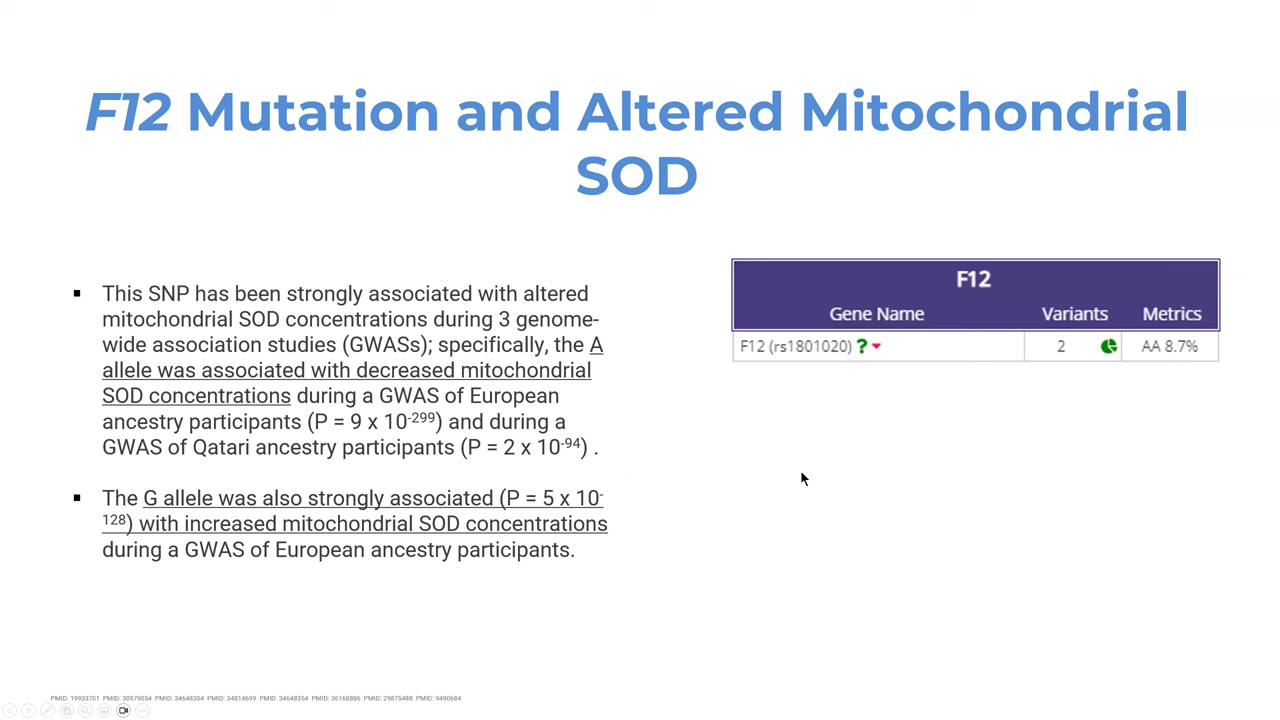 F12 Mutation and Altered Mitochondrial
SOD
▪ This SNP has been strongly associated with altered
mitochondrial SOD concentrations during 3 genome-
wide association studies (GWASs); specifically, the A
allele was associated with decreased mitochondrial
SOD concentrations during a GWAS of European
ancestry participants (P = 9 x 10⁻²⁹⁹) and during a
GWAS of Qatari ancestry participants (P = 2 x 10⁻⁹⁴) .
▪ The G allele was also strongly associated (P = 5 x 10⁻
¹²⁸) with increased mitochondrial SOD concentrations
during a GWAS of European ancestry participants.
F12
Gene Name Variants Metrics
F12 (rs1801020) ? 2 AA 8.7%
PMID: 19933701 PMID: 30979054 PMID: 34648354 PMID: 34814699 PMID: 34648354 PMID: 36168886 PMID: 29875488 PMID: 9490684